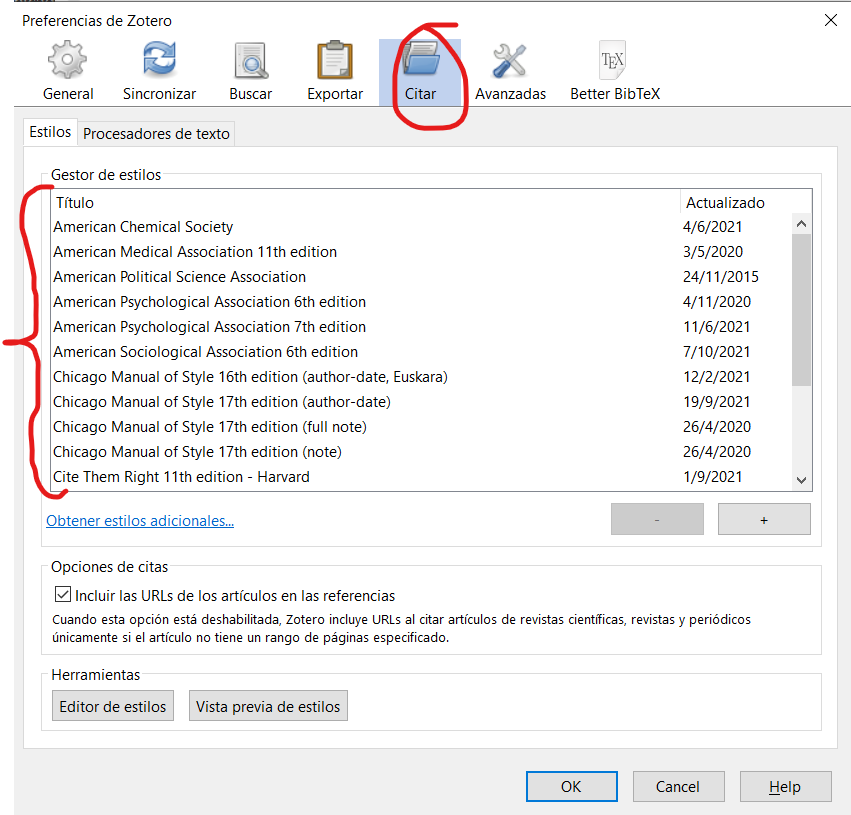 Preferencias de Zotero
General Sincronizar Buscar Exportar Citar Avanzadas Better BibTeX
TEX
Estilos Procesadores de texto
Gestor de estilos
Título Actualizado
American Chemical Society 4/6/2021
American Medical Association 11th edition 3/5/2020
American Political Science Association 24/11/2015
American Psychological Association 6th edition 4/11/2020
American Psychological Association 7th edition 11/6/2021
American Sociological Association 6th edition 7/10/2021
Chicago Manual of Style 16th edition (author-date, Euskara) 12/2/2021
Chicago Manual of Style 17th edition (author-date) 19/9/2021
Chicago Manual of Style 17th edition (full note) 26/4/2020
Chicago Manual of Style 17th edition (note) 26/4/2020
Cite Them Right 11th edition - Harvard 1/9/2021
Obtener estilos adicionales... - +
Opciones de citas
Incluir las URLs de los artículos en las referencias
Cuando esta opción está deshabilitada, Zotero incluye URLs al citar artículos de revistas científicas, revistas y periódicos
únicamente si el artículo no tiene un rango de páginas especificado.
Herramientas
Editor de estilos Vista previa de estilos
OK Cancel Help